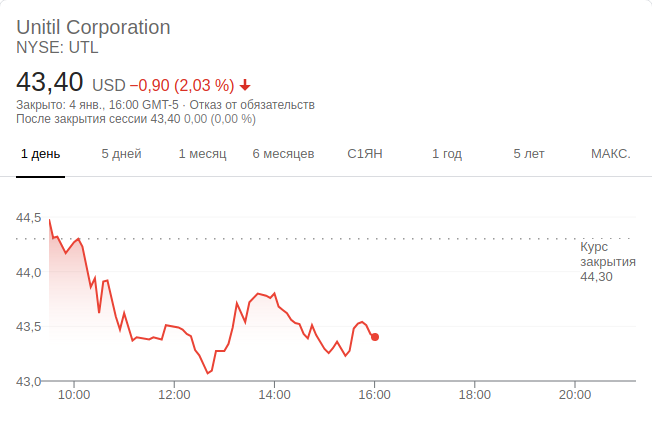 Unitil Corporation
NYSE: UTL
43,40 USD −0,90 (2,03 %)
Закрыто: 4 янв., 16:00 GMT-5 · Отказ от обязательств
После закрытия сессии 43,40 0,00 (0,00 %)
1 день 5 дней 1 месяц 6 месяцев С1ЯН 1 год 5 лет МАКС.
44,5
Курс
закрытия
44,30
44,0
43,5
43,0
10:00 12:00 14:00 16:00 18:00 20:00